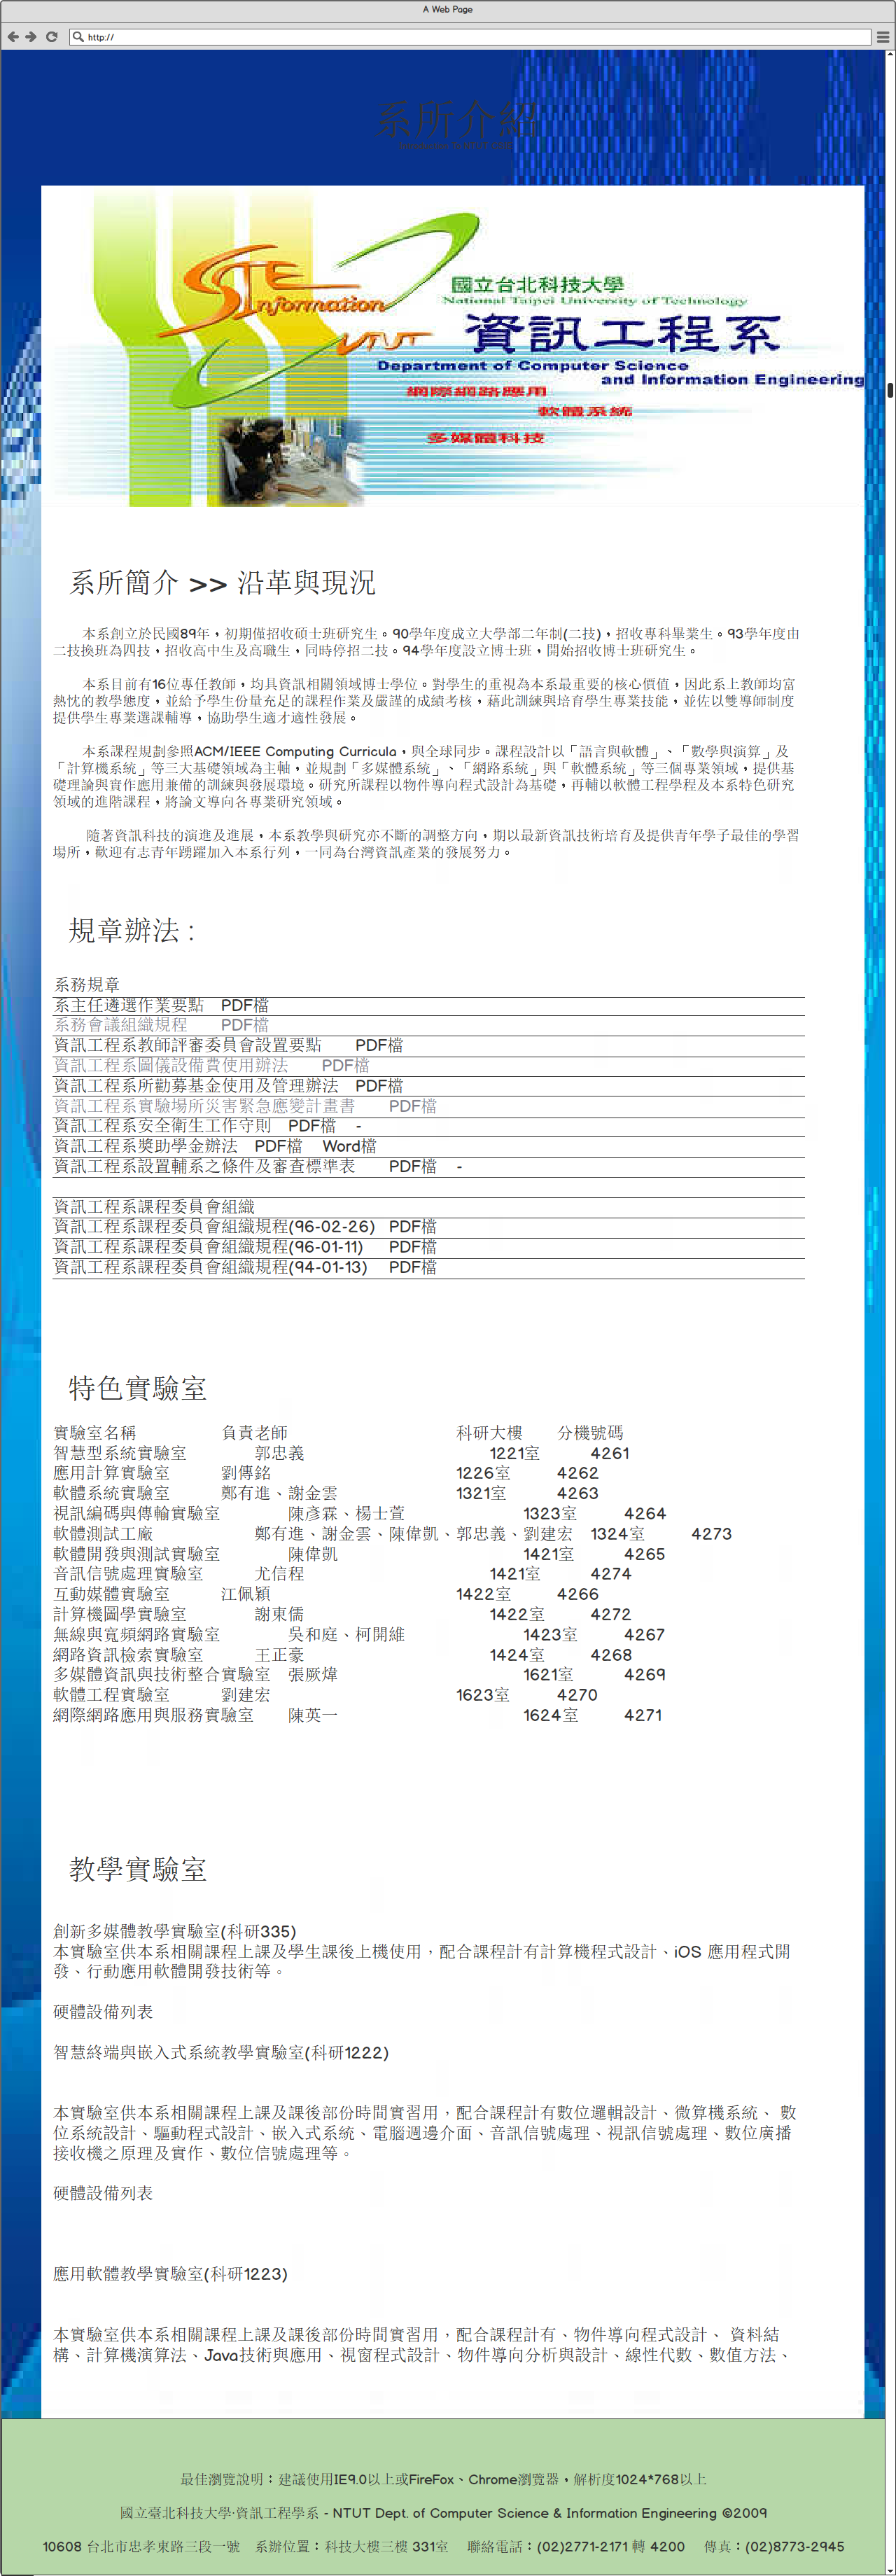 A Web Page
http://
系所介紹
國立台北科技大學
National Taipei University of Technology
Information
資訊工程系
Department of Computer Science
and Information Engineering
網際網路應用
軟體系統
多媒體科技
系所簡介 >> 沿革與現況
本系創立於民國89年，初期僅招收碩士班研究生。90學年度成立大學部二年制(二技)，招收專科畢業生。93學年度由
二技換班為四技，招收高中生及高職生，同時停招二技。94學年度設立博士班，開始招收博士班研究生。
本系目前有16位專任教師，均具資訊相關領域博士學位。對學生的重視為本系最重要的核心價值，因此系上教師均富
熱忱的教學態度，並給予學生份量充足的課程作業及嚴謹的成績考核，藉此訓練與培育學生專業技能，並佐以雙導師制度
提供學生專業選課輔導，協助學生適才適性發展。
本系課程規劃參照ACM/IEEE Computing Curricula，與全球同步。課程設計以「語言與軟體」、「數學與演算」及
「計算機系統」等三大基礎領域為主軸，並規劃「多媒體系統」、「網路系統」與「軟體系統」等三個專業領域，提供基
礎理論與實作應用兼備的訓練與發展環境。研究所課程以物件導向程式設計為基礎，再輔以軟體工程學程及本系特色研究
領域的進階課程，將論文導向各專業研究領域。
隨著資訊科技的演進及進展，本系教學與研究亦不斷的調整方向，期以最新資訊技術培育及提供青年學子最佳的學習
場所，歡迎有志青年踴躍加入本系行列，一同為台灣資訊產業的發展努力。
規章辦法 :
系務規章
系主任遴選作業要點 PDF檔
系務會議組織規程 PDF檔
資訊工程系教師評審委員會設置要點 PDF檔
資訊工程系圖儀設備費使用辦法 PDF檔
資訊工程系所勸募基金使用及管理辦法 PDF檔
資訊工程系實驗場所災害緊急應變計畫書 PDF檔
資訊工程系安全衛生工作守則 PDF檔 -
資訊工程系獎助學金辦法 PDF檔 Word檔
資訊工程系設置輔系之條件及審查標準表 PDF檔 -
資訊工程系課程委員會組織
資訊工程系課程委員會組織規程(96-02-26) PDF檔
資訊工程系課程委員會組織規程(96-01-11) PDF檔
資訊工程系課程委員會組織規程(94-01-13) PDF檔
特色實驗室
實驗室名稱 負責老師 科研大樓 分機號碼
智慧型系統實驗室 郭忠義 1221室 4261
應用計算實驗室 劉傳銘 1226室 4262
軟體系統實驗室 鄭有進、謝金雲 1321室 4263
視訊編碼與傳輸實驗室 陳彥霖、楊士萱 1323室 4264
軟體測試工廠 鄭有進、謝金雲、陳偉凱、郭忠義、劉建宏 1324室 4273
軟體開發與測試實驗室 陳偉凱 1421室 4265
音訊信號處理實驗室 尤信程 1421室 4274
互動媒體實驗室 江佩穎 1422室 4266
計算機圖學實驗室 謝東儒 1422室 4272
無線與寬頻網路實驗室 吳和庭、柯開維 1423室 4267
網路資訊檢索實驗室 王正豪 1424室 4268
多媒體資訊與技術整合實驗室 張厥煒 1621室 4269
軟體工程實驗室 劉建宏 1623室 4270
網際網路應用與服務實驗室 陳英一 1624室 4271
教學實驗室
創新多媒體教學實驗室(科研335)
本實驗室供本系相關課程上課及學生課後上機使用，配合課程計有計算機程式設計、iOS 應用程式開
發、行動應用軟體開發技術等。
硬體設備列表
智慧終端與嵌入式系統教學實驗室(科研1222)
本實驗室供本系相關課程上課及課後部份時間實習用，配合課程計有數位邏輯設計、微算機系統、 數
位系統設計、驅動程式設計、嵌入式系統、電腦週邊介面、音訊信號處理、視訊信號處理、數位廣播
接收機之原理及實作、數位信號處理等。
硬體設備列表
應用軟體教學實驗室(科研1223)
本實驗室供本系相關課程上課及課後部份時間實習用，配合課程計有、物件導向程式設計、 資料結
構、計算機演算法、Java技術與應用、視窗程式設計、物件導向分析與設計、線性代數、數值方法、
最佳瀏覽說明：建議使用IE9.0以上或FireFox、Chrome瀏覽器，解析度1024*768以上
國立臺北科技大學·資訊工程學系 - NTUT Dept. of Computer Science & Information Engineering ©2009
10608 台北市忠孝東路三段一號 系辦位置：科技大樓三樓 331室 聯絡電話：(02)2771-2171 轉 4200 傳真：(02)8773-2945